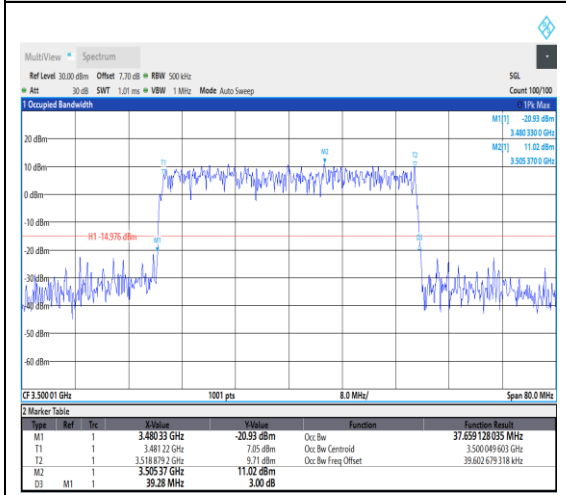 MultiView Spectrum
Ref Level 30.00 dBm Offset 7.70 dB RBW 500 kHz SGL
Att 30 dB SWT 1.01 ms VBW 1 MHz Mode Auto Sweep Count 100/100
1 Occupied Bandwidth 1Pk Max
M1[1] -20.93 dBm
3.480 330 0 GHz
M2[1] 11.02 dBm
3.505 370 0 GHz
20 dBm
M2
T1
10 dBm
0 dBm
-10 dBm
H1 -14.976 dBm
M1
-20 dBm
-30 dBm
-40 dBm
-50 dBm
-60 dBm
CF 3.500 01 GHz 1001 pts 8.0 MHz/ Span 80.0 MHz
2 Marker Table
Type Ref Trc X-Value Y-Value Function Function Result
M1 1 3.480 33 GHz -20.93 dBm Occ Bw 37.659 128 035 MHz
T1 1 3.481 22 GHz 7.05 dBm Occ Bw Centroid 3.500 049 603 GHz
T2 1 3.518 879 2 GHz 9.71 dBm Occ Bw Freq Offset 39.602 679 318 kHz
M2 1 3.505 37 GHz 11.02 dBm
D3 M1 1 39.28 MHz 3.00 dB